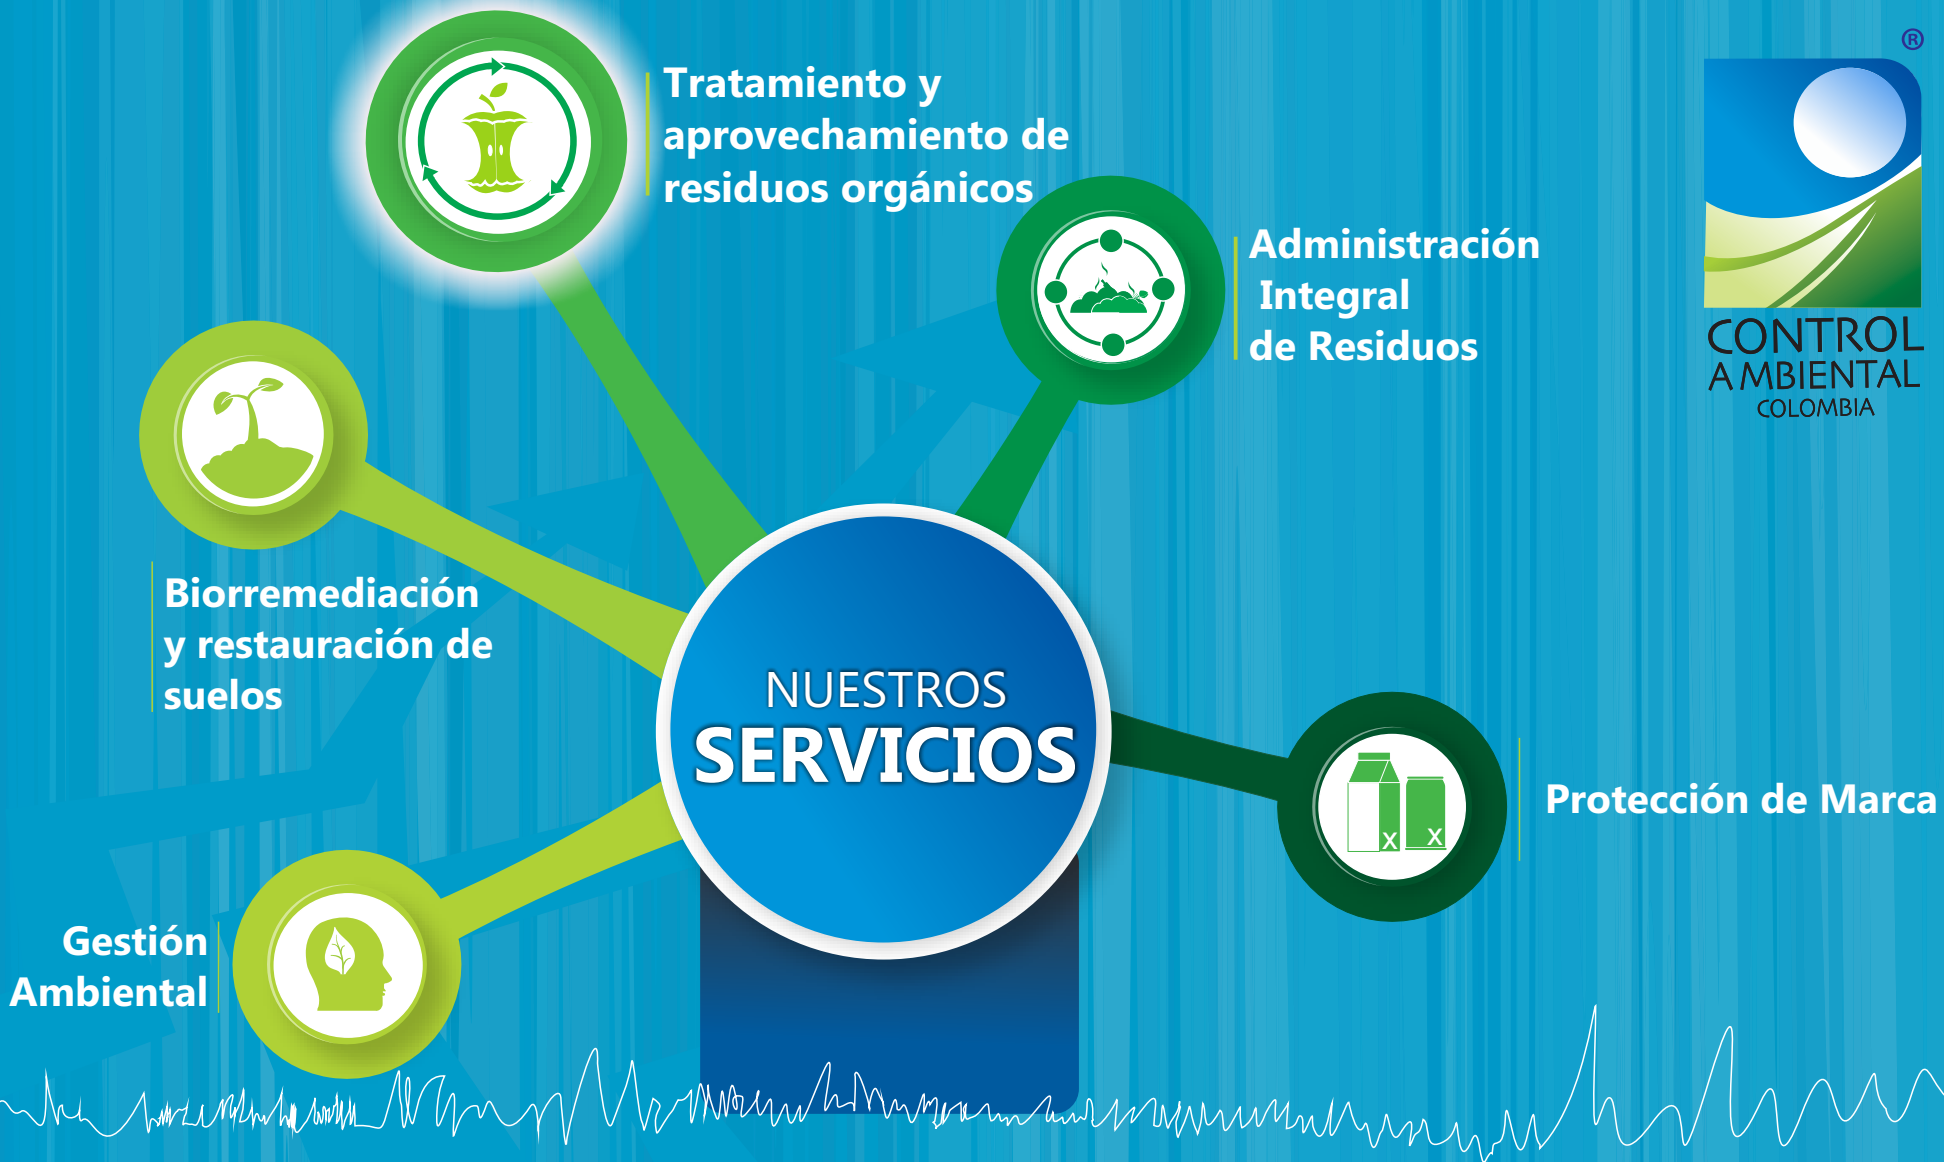 Tratamiento y
aprovechamiento de
residuos orgánicos
®
CONTROL
AMBIENTAL
COLOMBIA
Administración
Integral
de Residuos
Biorremediación
y restauración de
suelos
NUESTROS
SERVICIOS
Protección de Marca
X X
Gestión
Ambiental